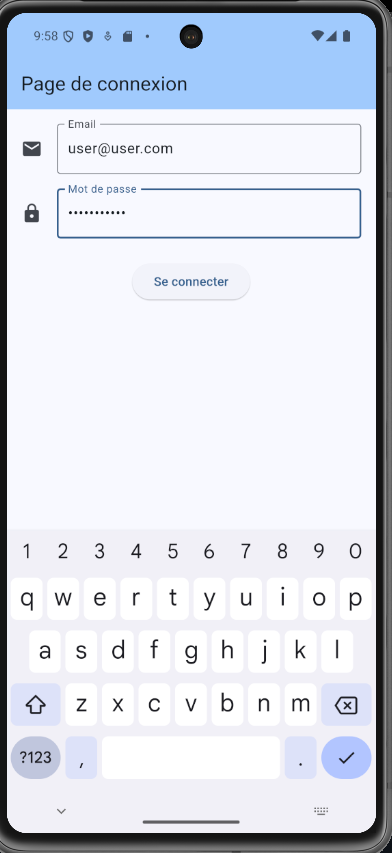 9:58
Page de connexion
Email
user@user.com
Mot de passe
•••••••••••
Se connecter
1 2 3 4 5 6 7 8 9 0
q w e r t y u i o p
a s d f g h j k l
z x c v b n m
?123 , .